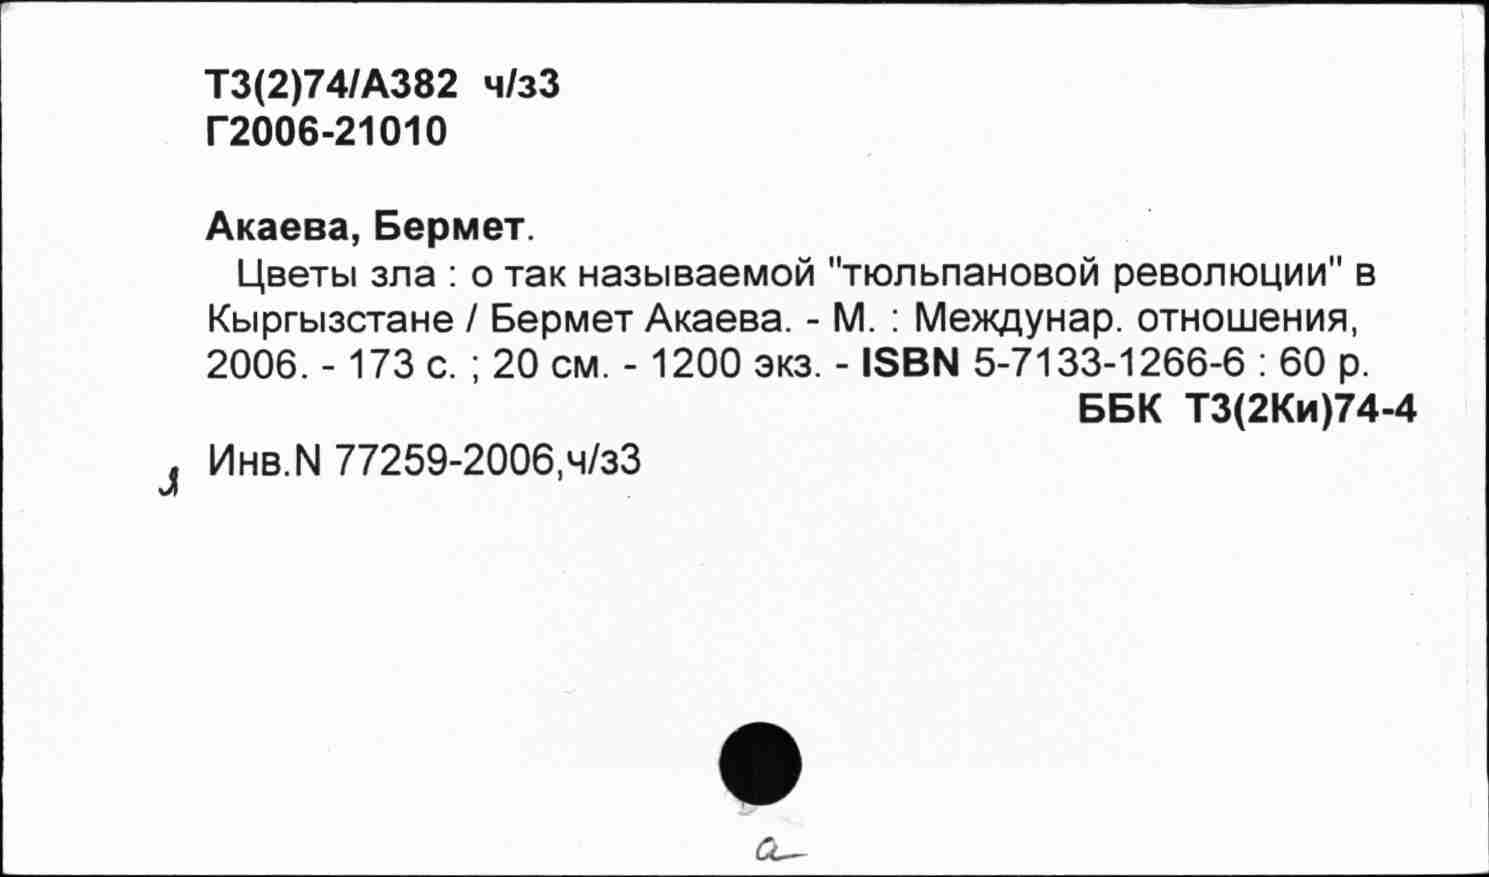 Т3(2)74/А382 ч/з3
Г2006-21010
Акаева, Бермет.
Цветы зла : о так называемой "тюльпановой революции" в
Кыргызстане / Бермет Акаева. - М. : Междунар. отношения,
2006. - 173 с. ; 20 см. - 1200 экз. - ISBN 5-7133-1266-6 : 60 р.
ББК Т3(2Ки)74-4
Инв.N 77259-2006,ч/з3
а